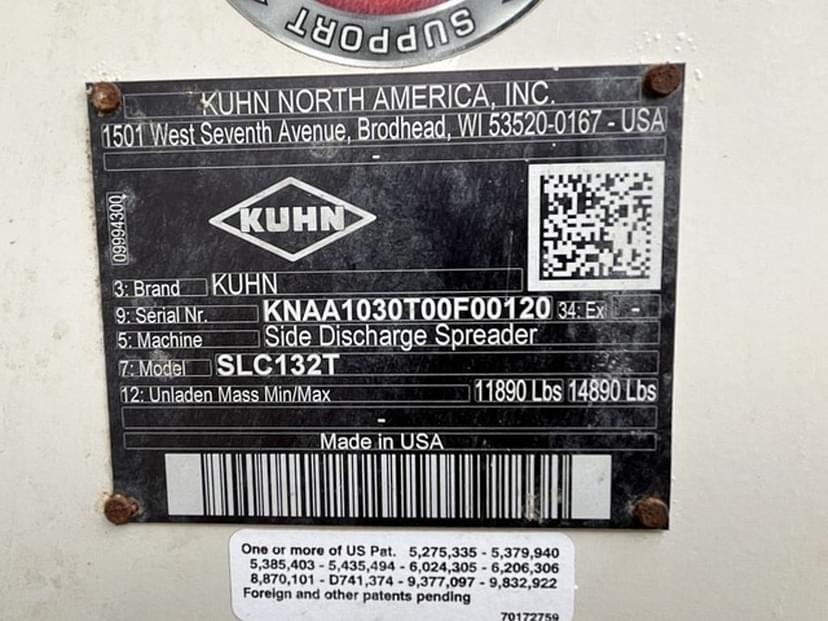 SUPPORT
KUHN NORTH AMERICA, INC.
1501 West Seventh Avenue, Brodhead, WI 53520-0167 - USA
-
09994300
KUHN
3: Brand KUHN
9: Serial Nr. KNAA1030T00F00120 34: Ex -
5: Machine Side Discharge Spreader
7: Model SLC132T
12: Unladen Mass Min/Max 11890 Lbs 14890 Lbs
-
Made in USA
One or more of US Pat. 5,275,335 - 5,379,940
5,385,403 - 5,435,494 - 6,024,305 - 6,206,306
8,870,101 - D741,374 - 9,377,097 - 9,832,922
Foreign and other patents pending
70172759